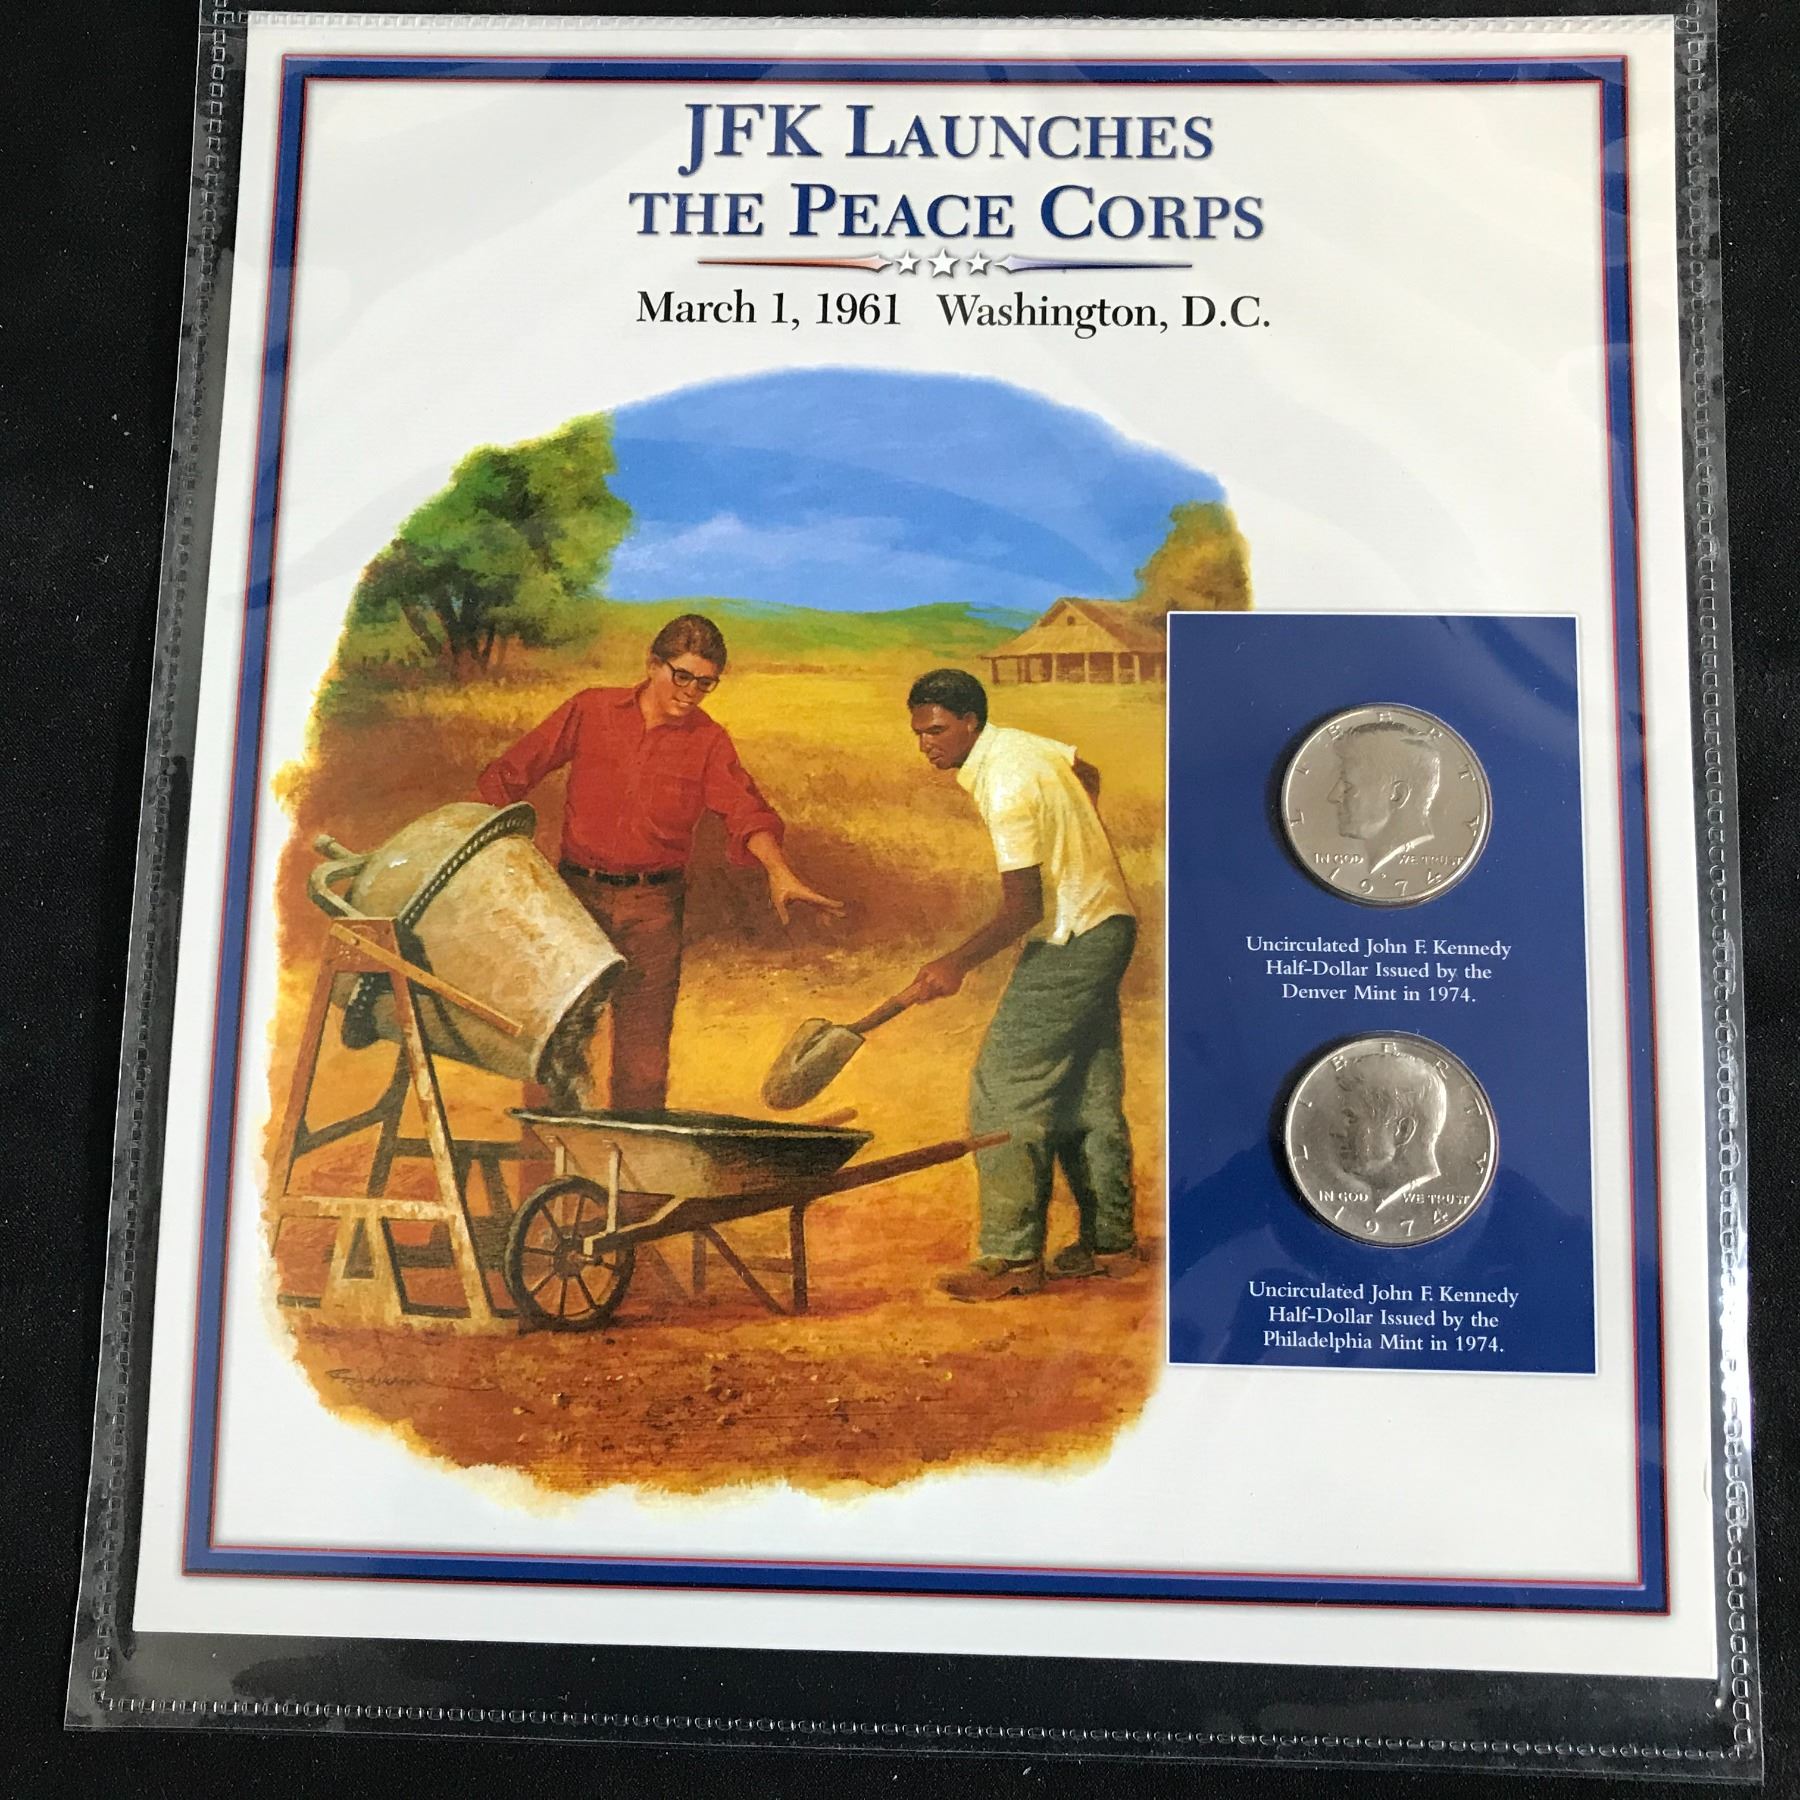 JFK LAUNCHES
THE PEACE CORPS
March 1, 1961 Washington, D.C.
LIBERTY
IN GOD WE TRUST
1974
Uncirculated John F. Kennedy
Half-Dollar Issued by the
Denver Mint in 1974.
LIBERTY
IN GOD WE TRUST
1974
Uncirculated John F. Kennedy
Half-Dollar Issued by the
Philadelphia Mint in 1974.